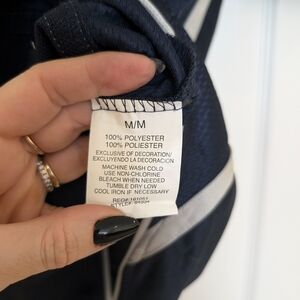 M/M
100% POLYESTER
100% POLIESTER
EXCLUSIVE OF DECORATION/
EXCLUYENDO LA DECORACION
MACHINE WASH COLD
USE NON-CHLORINE
BLEACH WHEN NEEDED
TUMBLE DRY LOW
COOL IRON IF NECESSARY
STYLE#